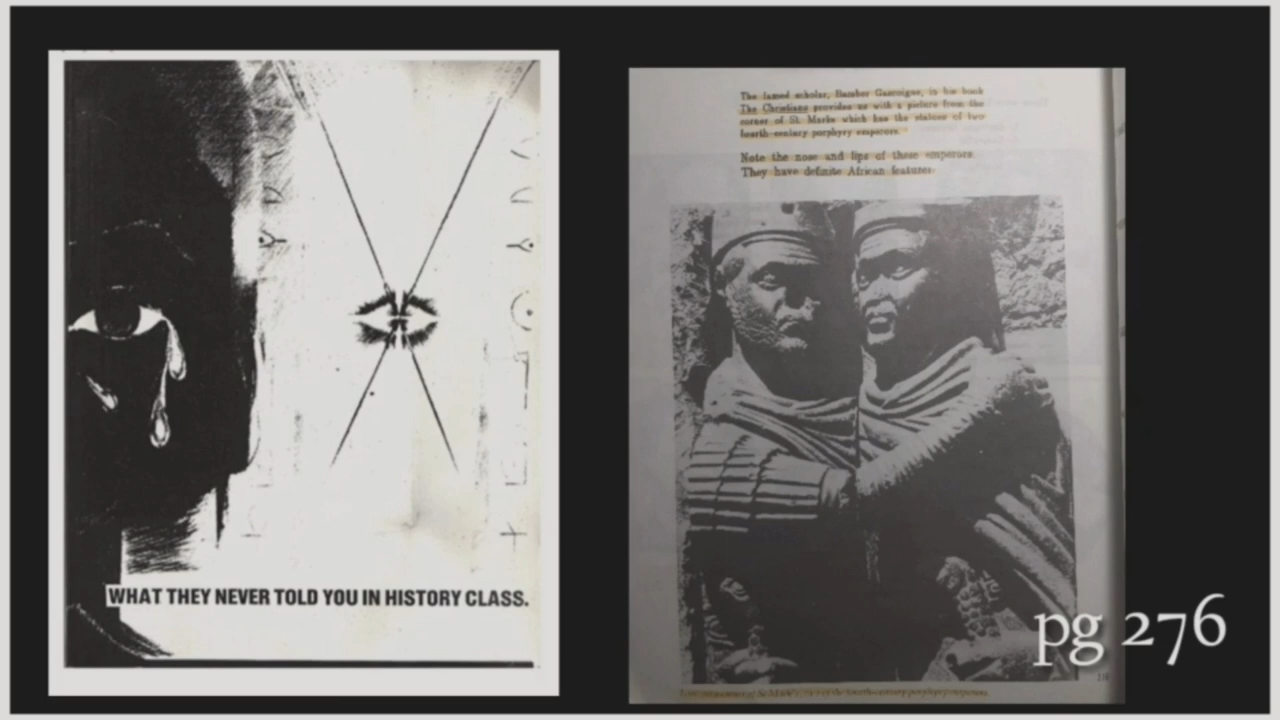 WHAT THEY NEVER TOLD YOU IN HISTORY CLASS.
The famed scholar, Bamber Gascoigne, in his book
The Christians provides us with a picture from the
corner of St. Marks which has the statues of two
fourth-century porphyry emperors.
Note the nose and lips of these emperors.
They have definite African features.
pg 276